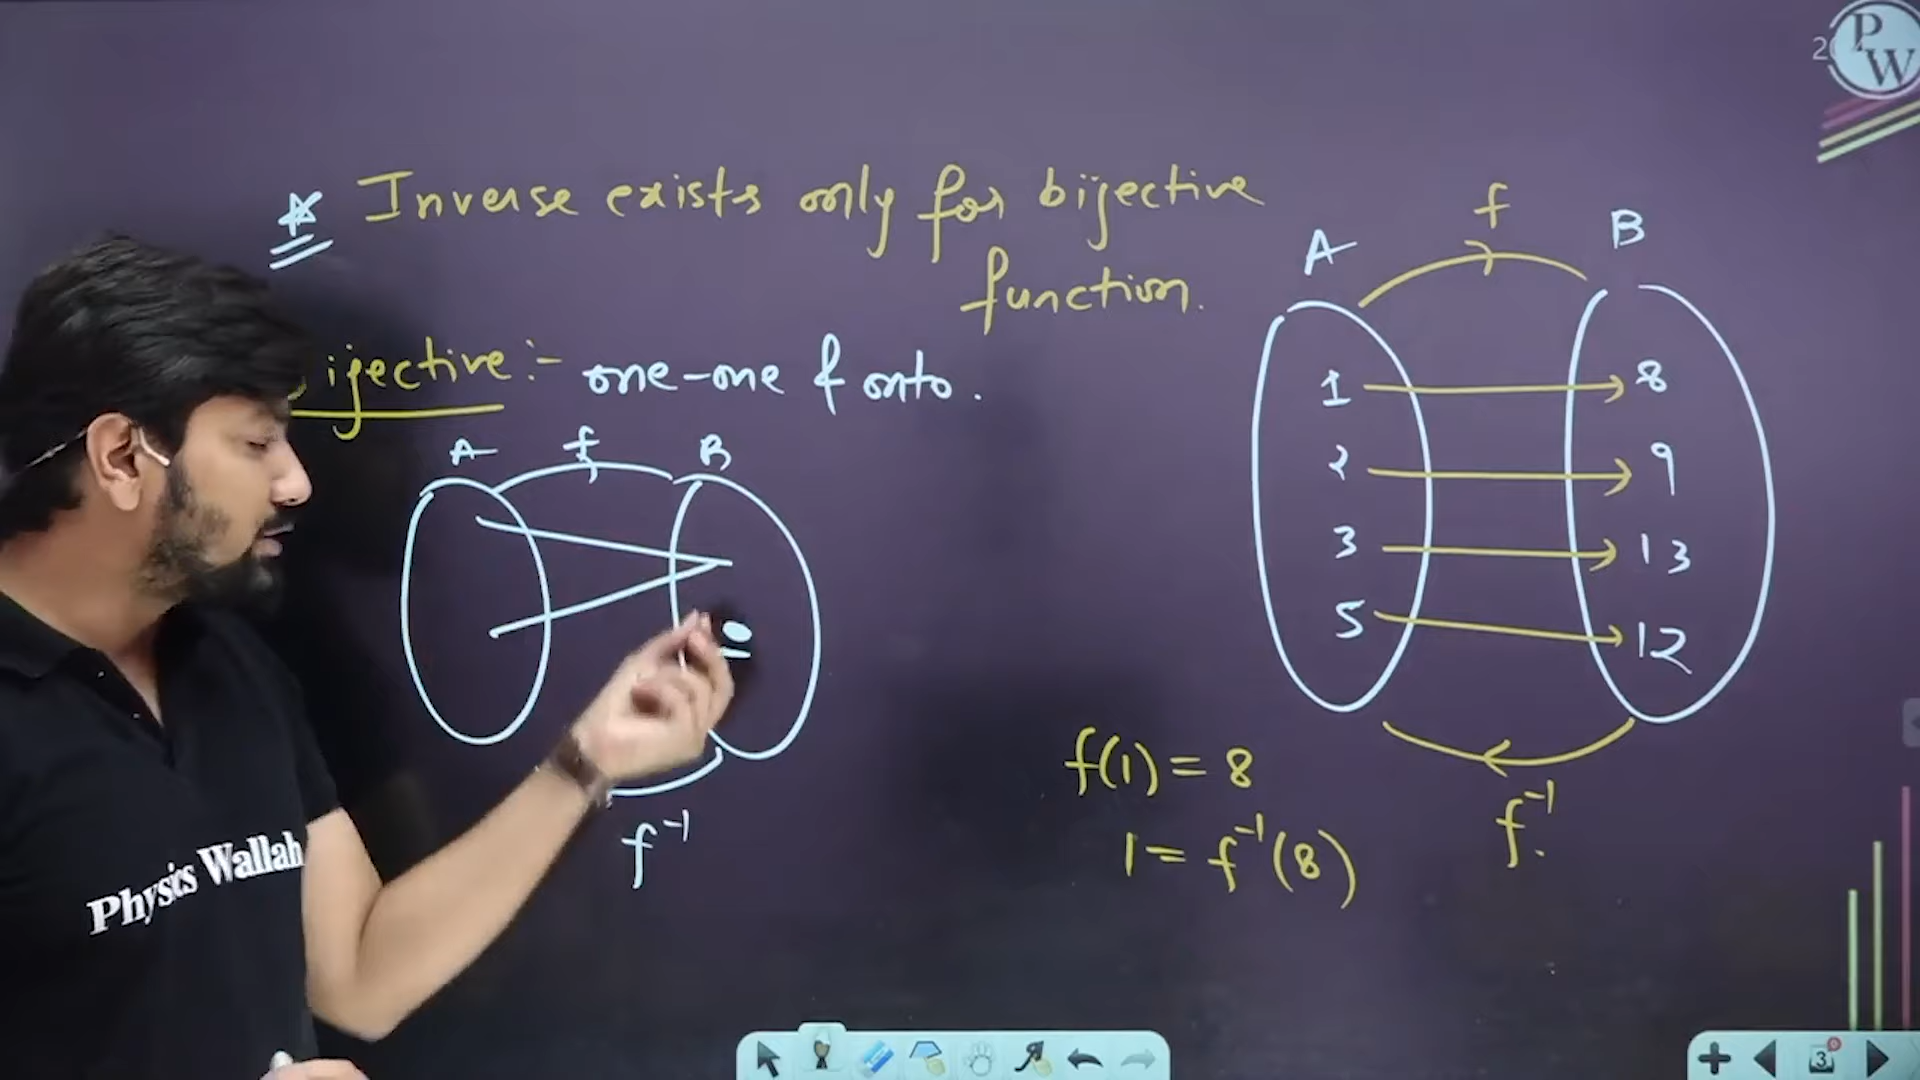 * Inverse exists only for bijective
function.
ijective:- one-one & onto.
A f B
f⁻¹
A f B
1 8
2 9
3 13
5 12
f⁻¹
f(1) = 8
1 = f⁻¹(8)
Physics Wallah
PW
3